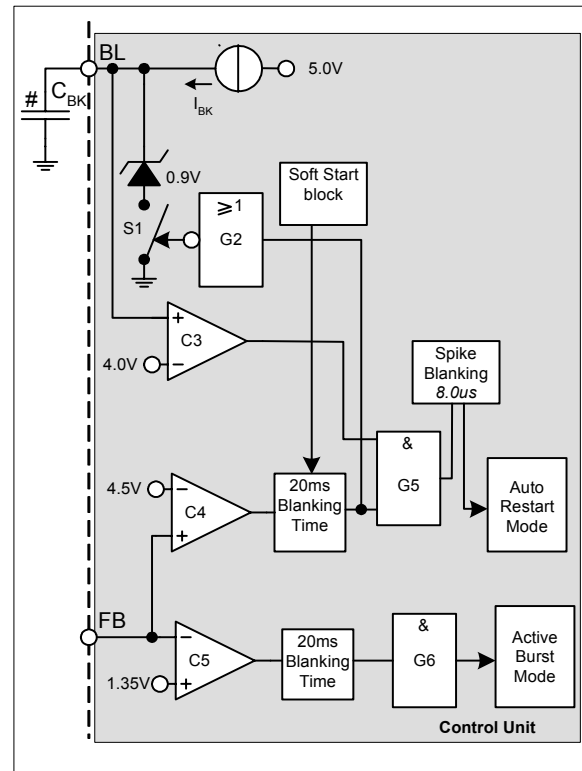 BL
5.0V
#
C_BK
I_BK
0.9V
Soft Start
block
S1
≥1
G2
C3
4.0V
Spike
Blanking
8.0us
&
G5
4.5V
C4
20ms
Blanking
Time
Auto
Restart
Mode
FB
C5
1.35V
20ms
Blanking
Time
&
G6
Active
Burst
Mode
+
-
-
+
-
+
Control Unit